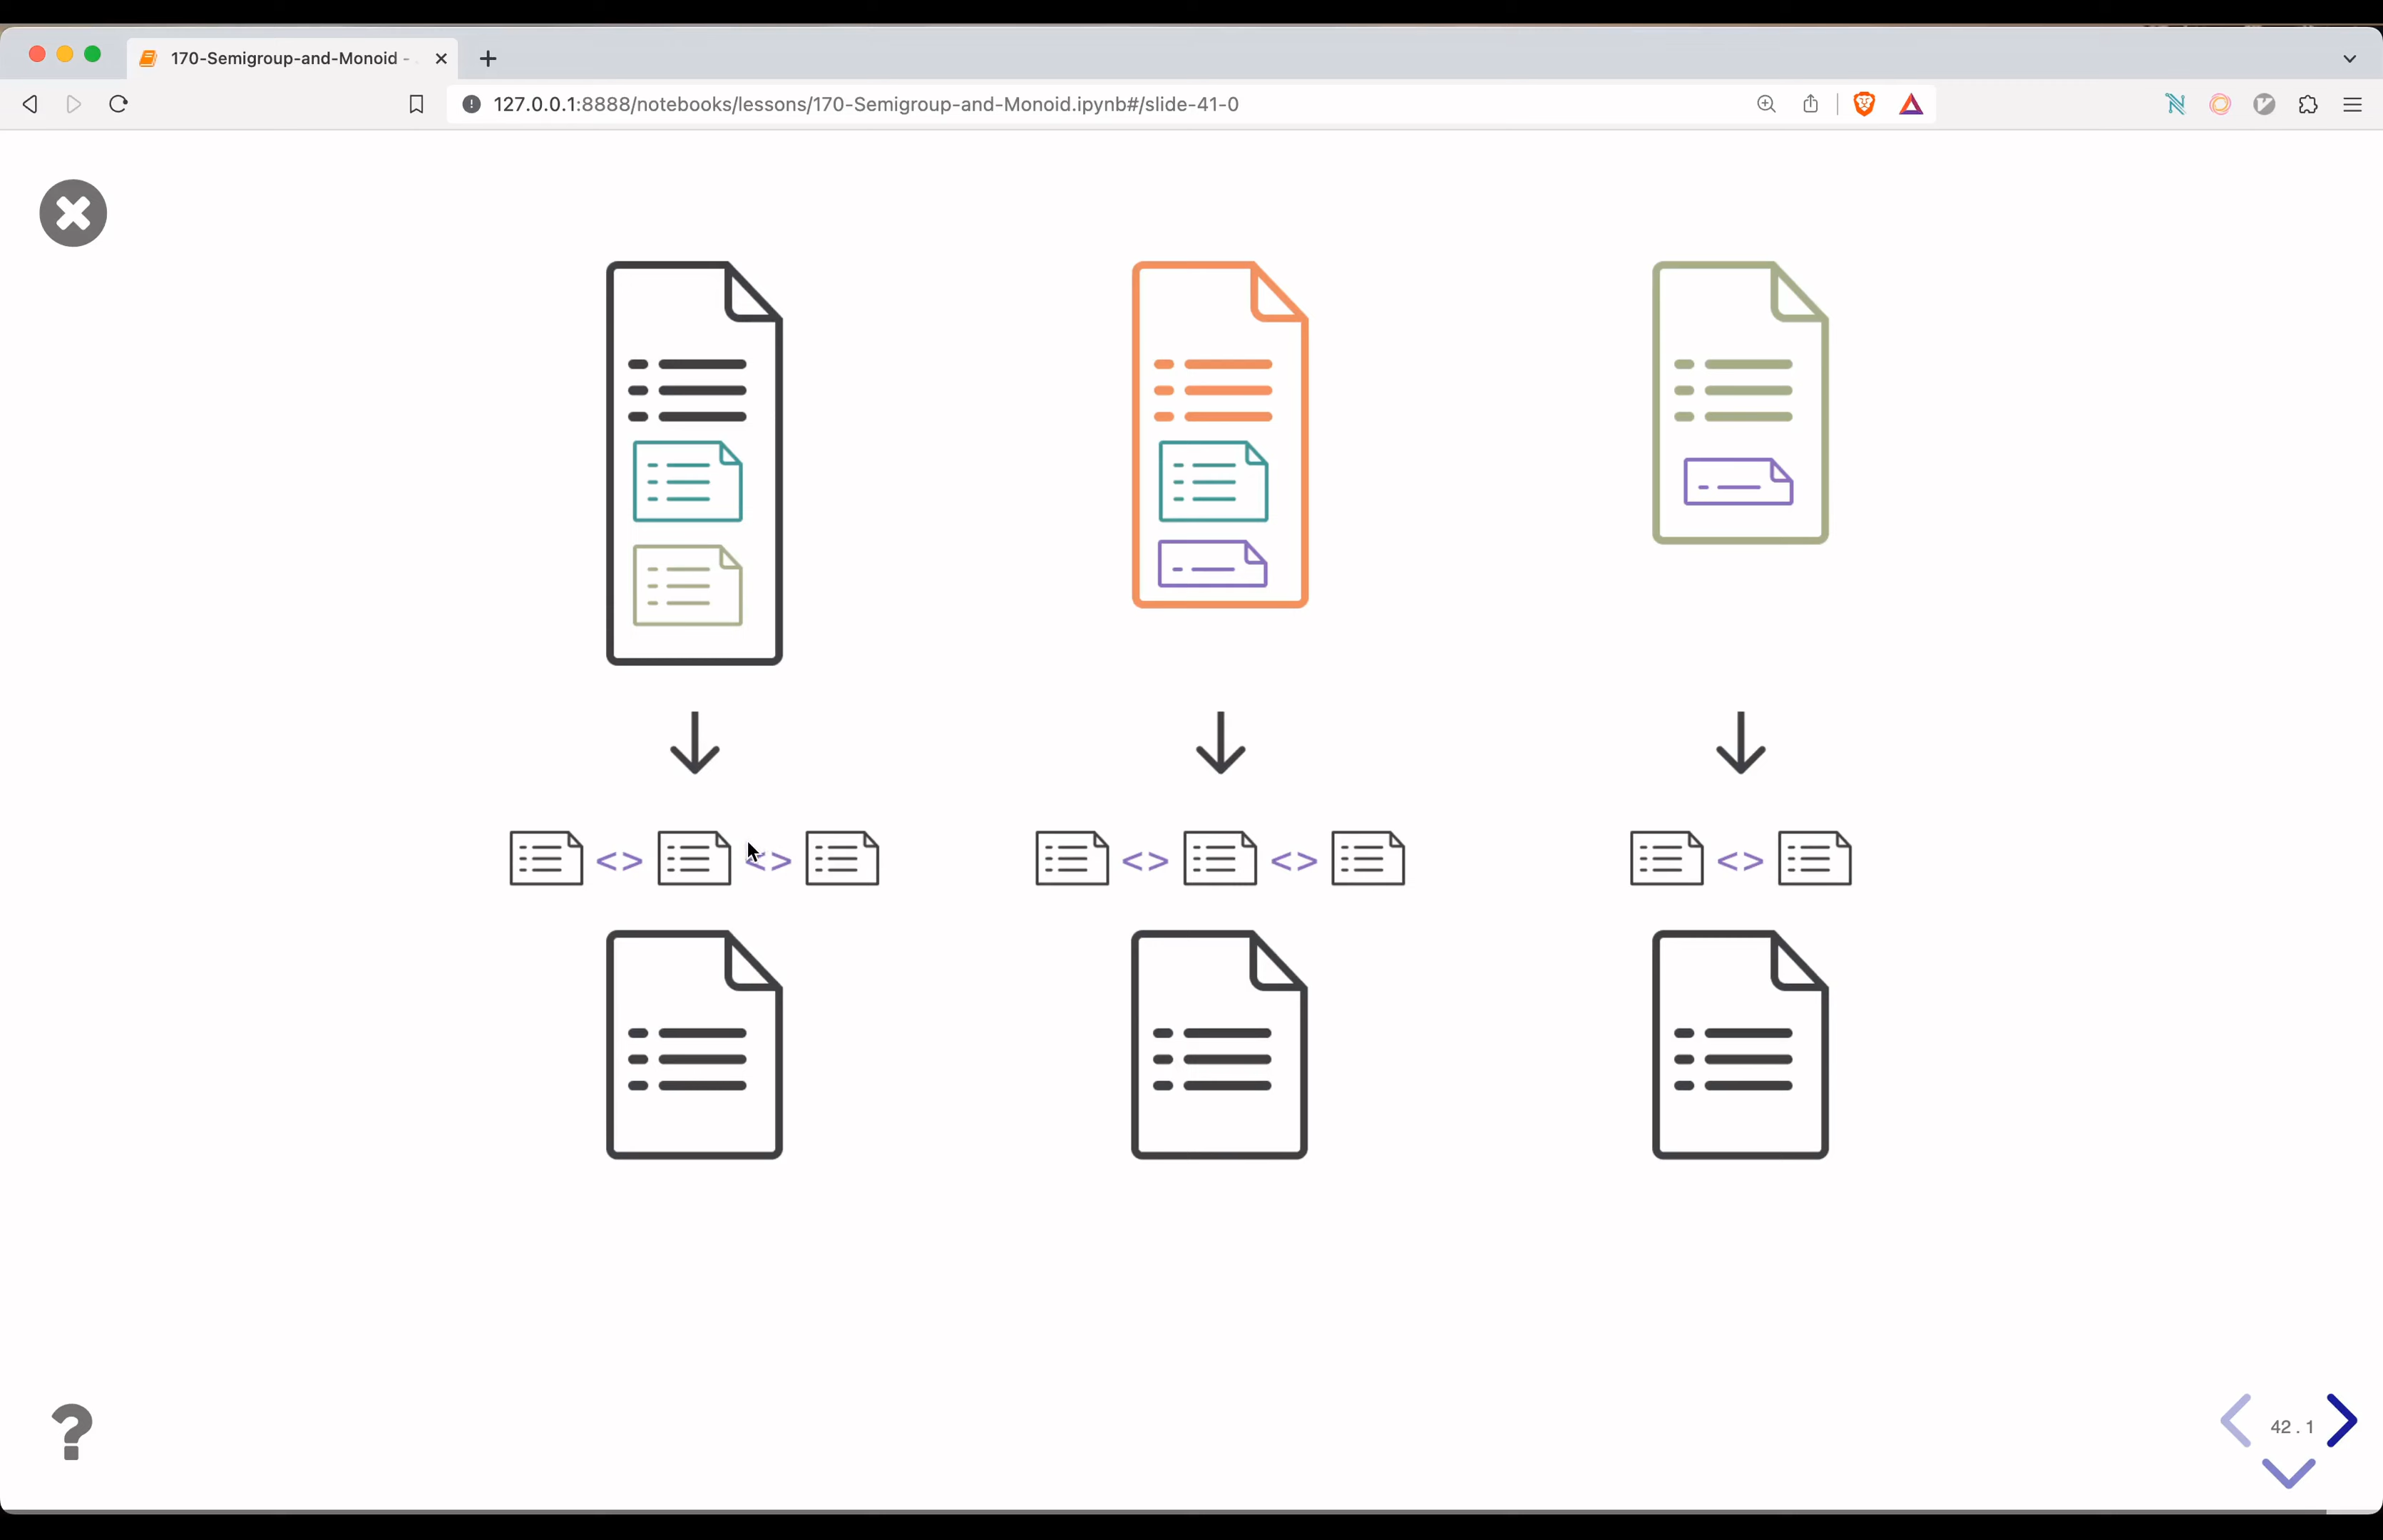 170-Semigroup-and-Monoid -
127.0.0.1:8888/notebooks/lessons/170-Semigroup-and-Monoid.ipynb#/slide-41-0
<> <> <> <> <>
?
42 . 1